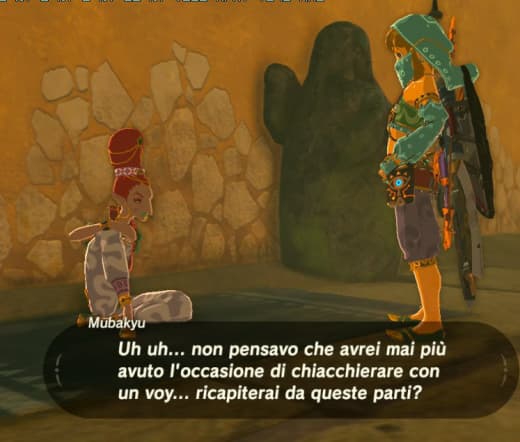 Mubakyu
Uh uh... non pensavo che avrei mai più
avuto l'occasione di chiacchierare con
un voy... ricapiterai da queste parti?